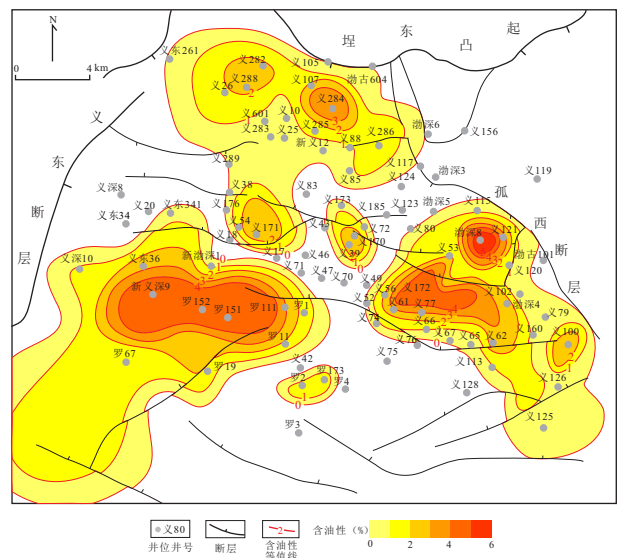 N
0 4 km
埕 东 凸 起
义 东 断 层
孤 西 断 层
义东261
义282
义105
渤古604
义288
义107
义26
义284
义601
义10
义283
义25
义285
新义12
义88
义286
渤深6
义156
义289
义85
义117
义124
渤深3
义119
义深8
义38
义83
义20
义东341
义176
义173
义185
义123
渤深5
义115
义东34
义54
义18
义171
义43
义72
义170
义80
渤深8
义121
义深10
义东36
新渤深1
义17
义46
义39
义53
渤古101
义120
义71
义47
义70
义49
新义深9
罗152
罗151
罗111
罗1
义56
义172
义102
义52
义61
义77
渤深4
义79
义74
义66
义160
义100
罗11
义76
义67
义65
义62
罗67
罗19
义42
义75
义113
罗2
罗173
罗4
义128
义126
罗3
义125
义80
井位井号
断层
2
含油性
等值线
含油性 (%)
0 2 4 6